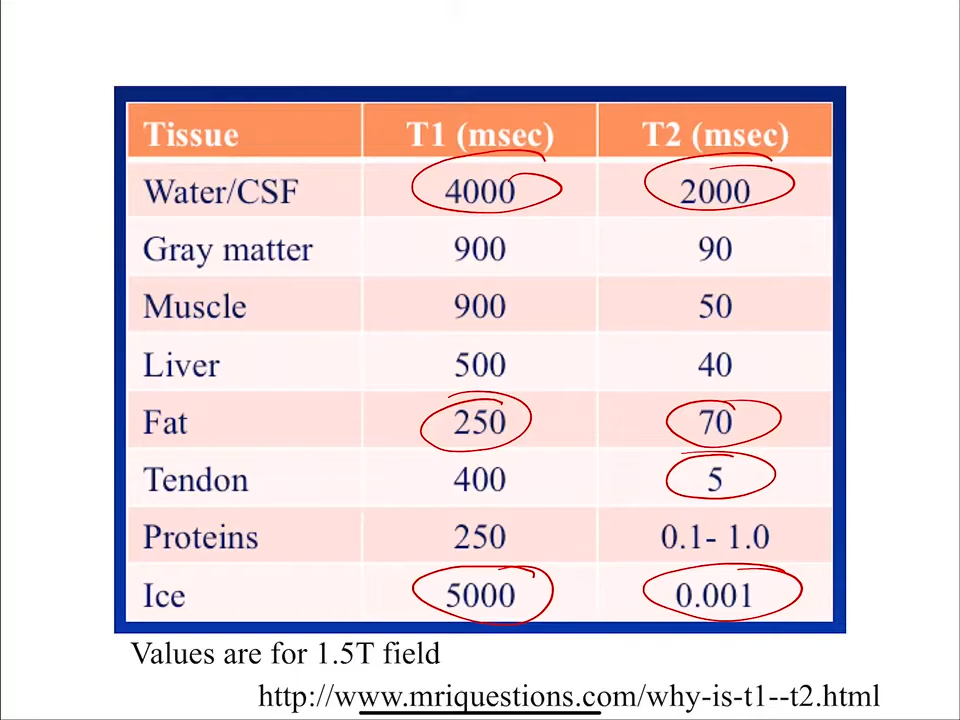 Tissue T1 (msec) T2 (msec)
Water/CSF 4000 2000
Gray matter 900 90
Muscle 900 50
Liver 500 40
Fat 250 70
Tendon 400 5
Proteins 250 0.1- 1.0
Ice 5000 0.001
Values are for 1.5T field
http://www.mriquestions.com/why-is-t1--t2.html